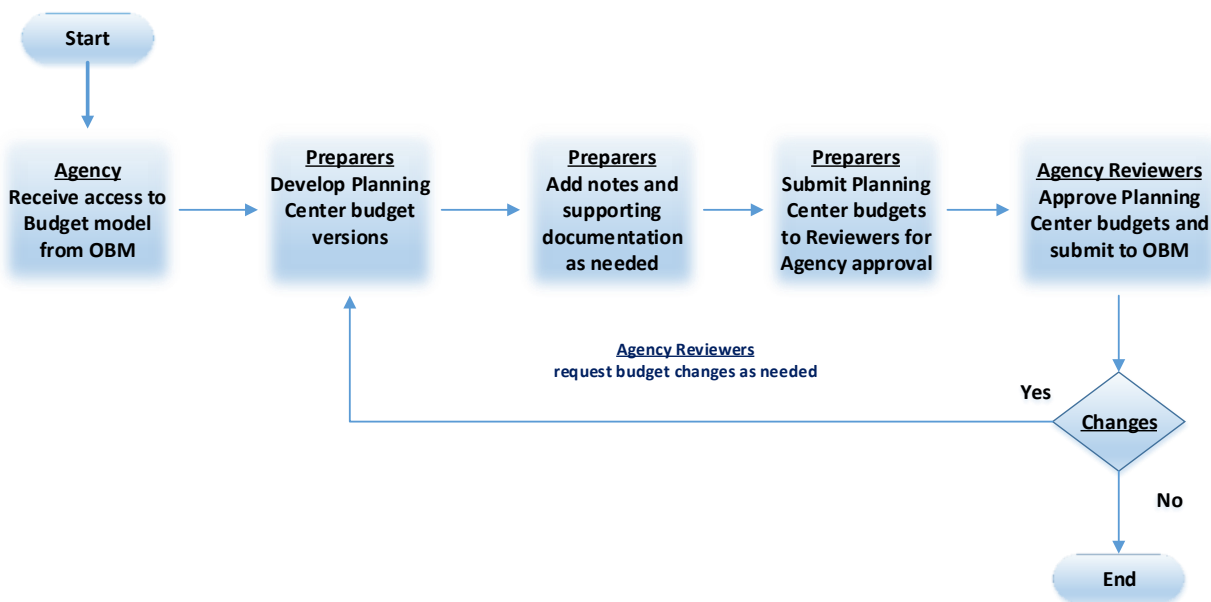 Start
Agency
Receive access to
Budget model
from OBM
Preparers
Develop Planning
Center budget
versions
Preparers
Add notes and
supporting
documentation
as needed
Preparers
Submit Planning
Center budgets
to Reviewers for
Agency approval
Agency Reviewers
Approve Planning
Center budgets and
submit to OBM
Agency Reviewers
request budget changes as needed
Yes
Changes
No
End